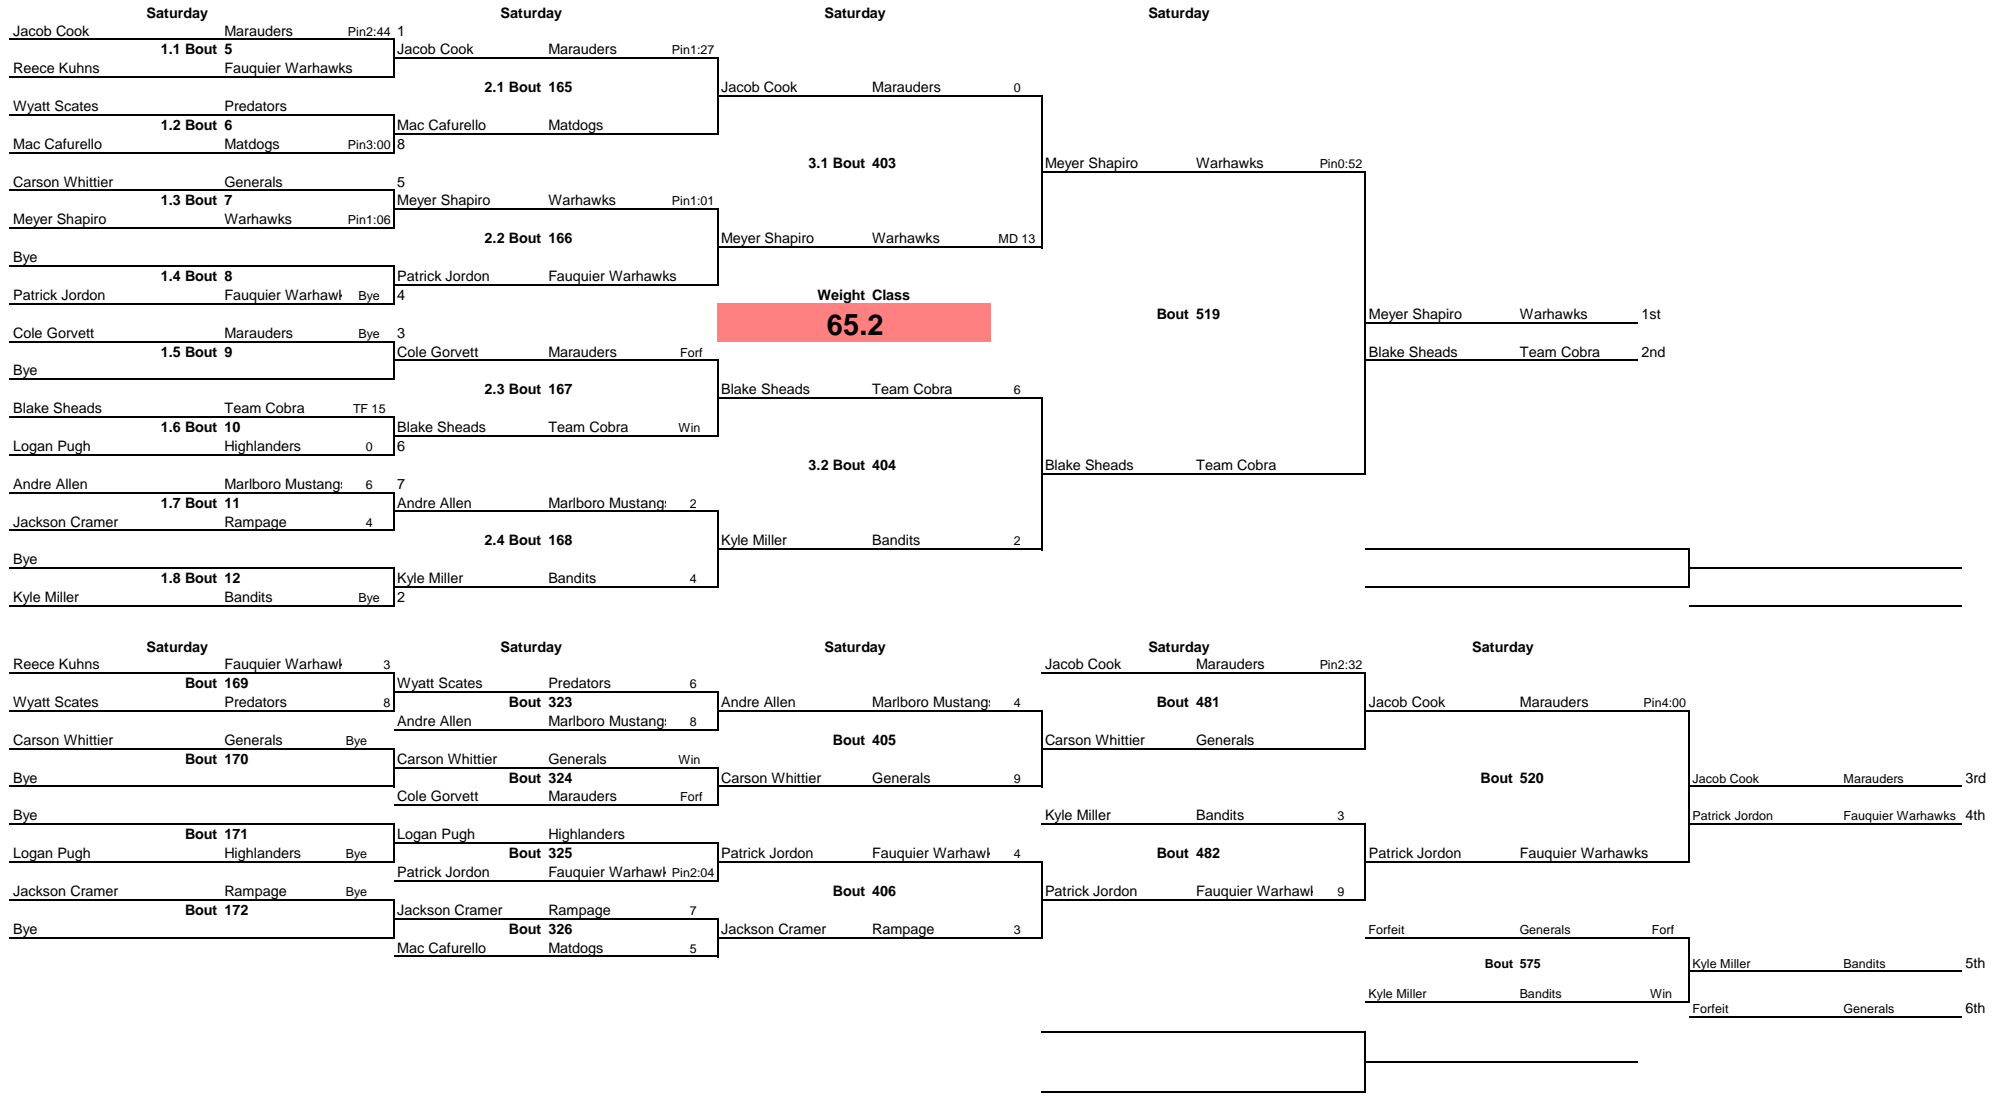 Saturday Saturday Saturday Saturday
Jacob Cook Marauders Pin2:44 1
1.1 Bout 5 Jacob Cook Marauders Pin1:27
Reece Kuhns Fauquier Warhawks
2.1 Bout 165 Jacob Cook Marauders 0
Wyatt Scates Predators
1.2 Bout 6 Mac Cafurello Matdogs
Mac Cafurello Matdogs Pin3:00 8
3.1 Bout 403 Meyer Shapiro Warhawks Pin0:52
Carson Whittier Generals 5
1.3 Bout 7 Meyer Shapiro Warhawks Pin1:01
Meyer Shapiro Warhawks Pin1:06
2.2 Bout 166 Meyer Shapiro Warhawks MD 13
Bye
1.4 Bout 8 Patrick Jordon Fauquier Warhawks
Patrick Jordon Fauquier Warhawk Bye 4 Weight Class
Bout 519 Meyer Shapiro Warhawks 1st
65.2
Cole Gorvett Marauders Bye 3
1.5 Bout 9 Cole Gorvett Marauders Forf Blake Sheads Team Cobra 2nd
Bye
2.3 Bout 167 Blake Sheads Team Cobra 6
Blake Sheads Team Cobra TF 15
1.6 Bout 10 Blake Sheads Team Cobra Win
Logan Pugh Highlanders 0 6
3.2 Bout 404 Blake Sheads Team Cobra
Andre Allen Marlboro Mustangs 6 7
1.7 Bout 11 Andre Allen Marlboro Mustangs 2
Jackson Cramer Rampage 4
2.4 Bout 168 Kyle Miller Bandits 2
Bye
1.8 Bout 12 Kyle Miller Bandits 4
Kyle Miller Bandits Bye 2
Saturday Saturday Saturday Saturday Saturday
Reece Kuhns Fauquier Warhawk 3 Jacob Cook Marauders Pin2:32
Bout 169 Wyatt Scates Predators 6
Wyatt Scates Predators 8 Bout 323 Andre Allen Marlboro Mustangs 4 Bout 481 Jacob Cook Marauders Pin4:00
Andre Allen Marlboro Mustangs 8
Carson Whittier Generals Bye Bout 405 Carson Whittier Generals
Bout 170 Carson Whittier Generals Win
Bye Bout 324 Carson Whittier Generals 9 Bout 520 Jacob Cook Marauders 3rd
Cole Gorvett Marauders Forf
Bye Kyle Miller Bandits 3 Patrick Jordon Fauquier Warhawks 4th
Bout 171 Logan Pugh Highlanders
Logan Pugh Highlanders Bye Bout 325 Patrick Jordon Fauquier Warhawk 4 Bout 482 Patrick Jordon Fauquier Warhawks
Patrick Jordon Fauquier Warhawk Pin2:04
Jackson Cramer Rampage Bye Bout 406 Patrick Jordon Fauquier Warhawk 9
Bout 172 Jackson Cramer Rampage 7
Bye Bout 326 Jackson Cramer Rampage 3 Forfeit Generals Forf
Mac Cafurello Matdogs 5
Bout 575 Kyle Miller Bandits 5th
Kyle Miller Bandits Win
Forfeit Generals 6th